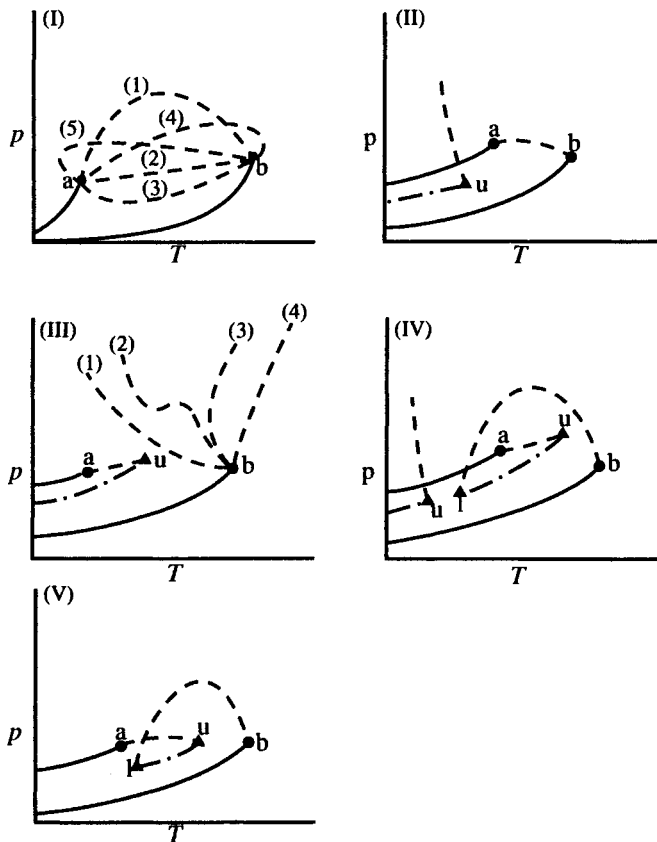 (I)
(1)
(4)
(5)
(2)
(3)
a
b
p
T
(II)
a
b
u
p
T
(III)
(1)
(2)
(3)
(4)
a
u
b
p
T
(IV)
a
u
b
u
l
p
T
(V)
a
u
l
b
p
T